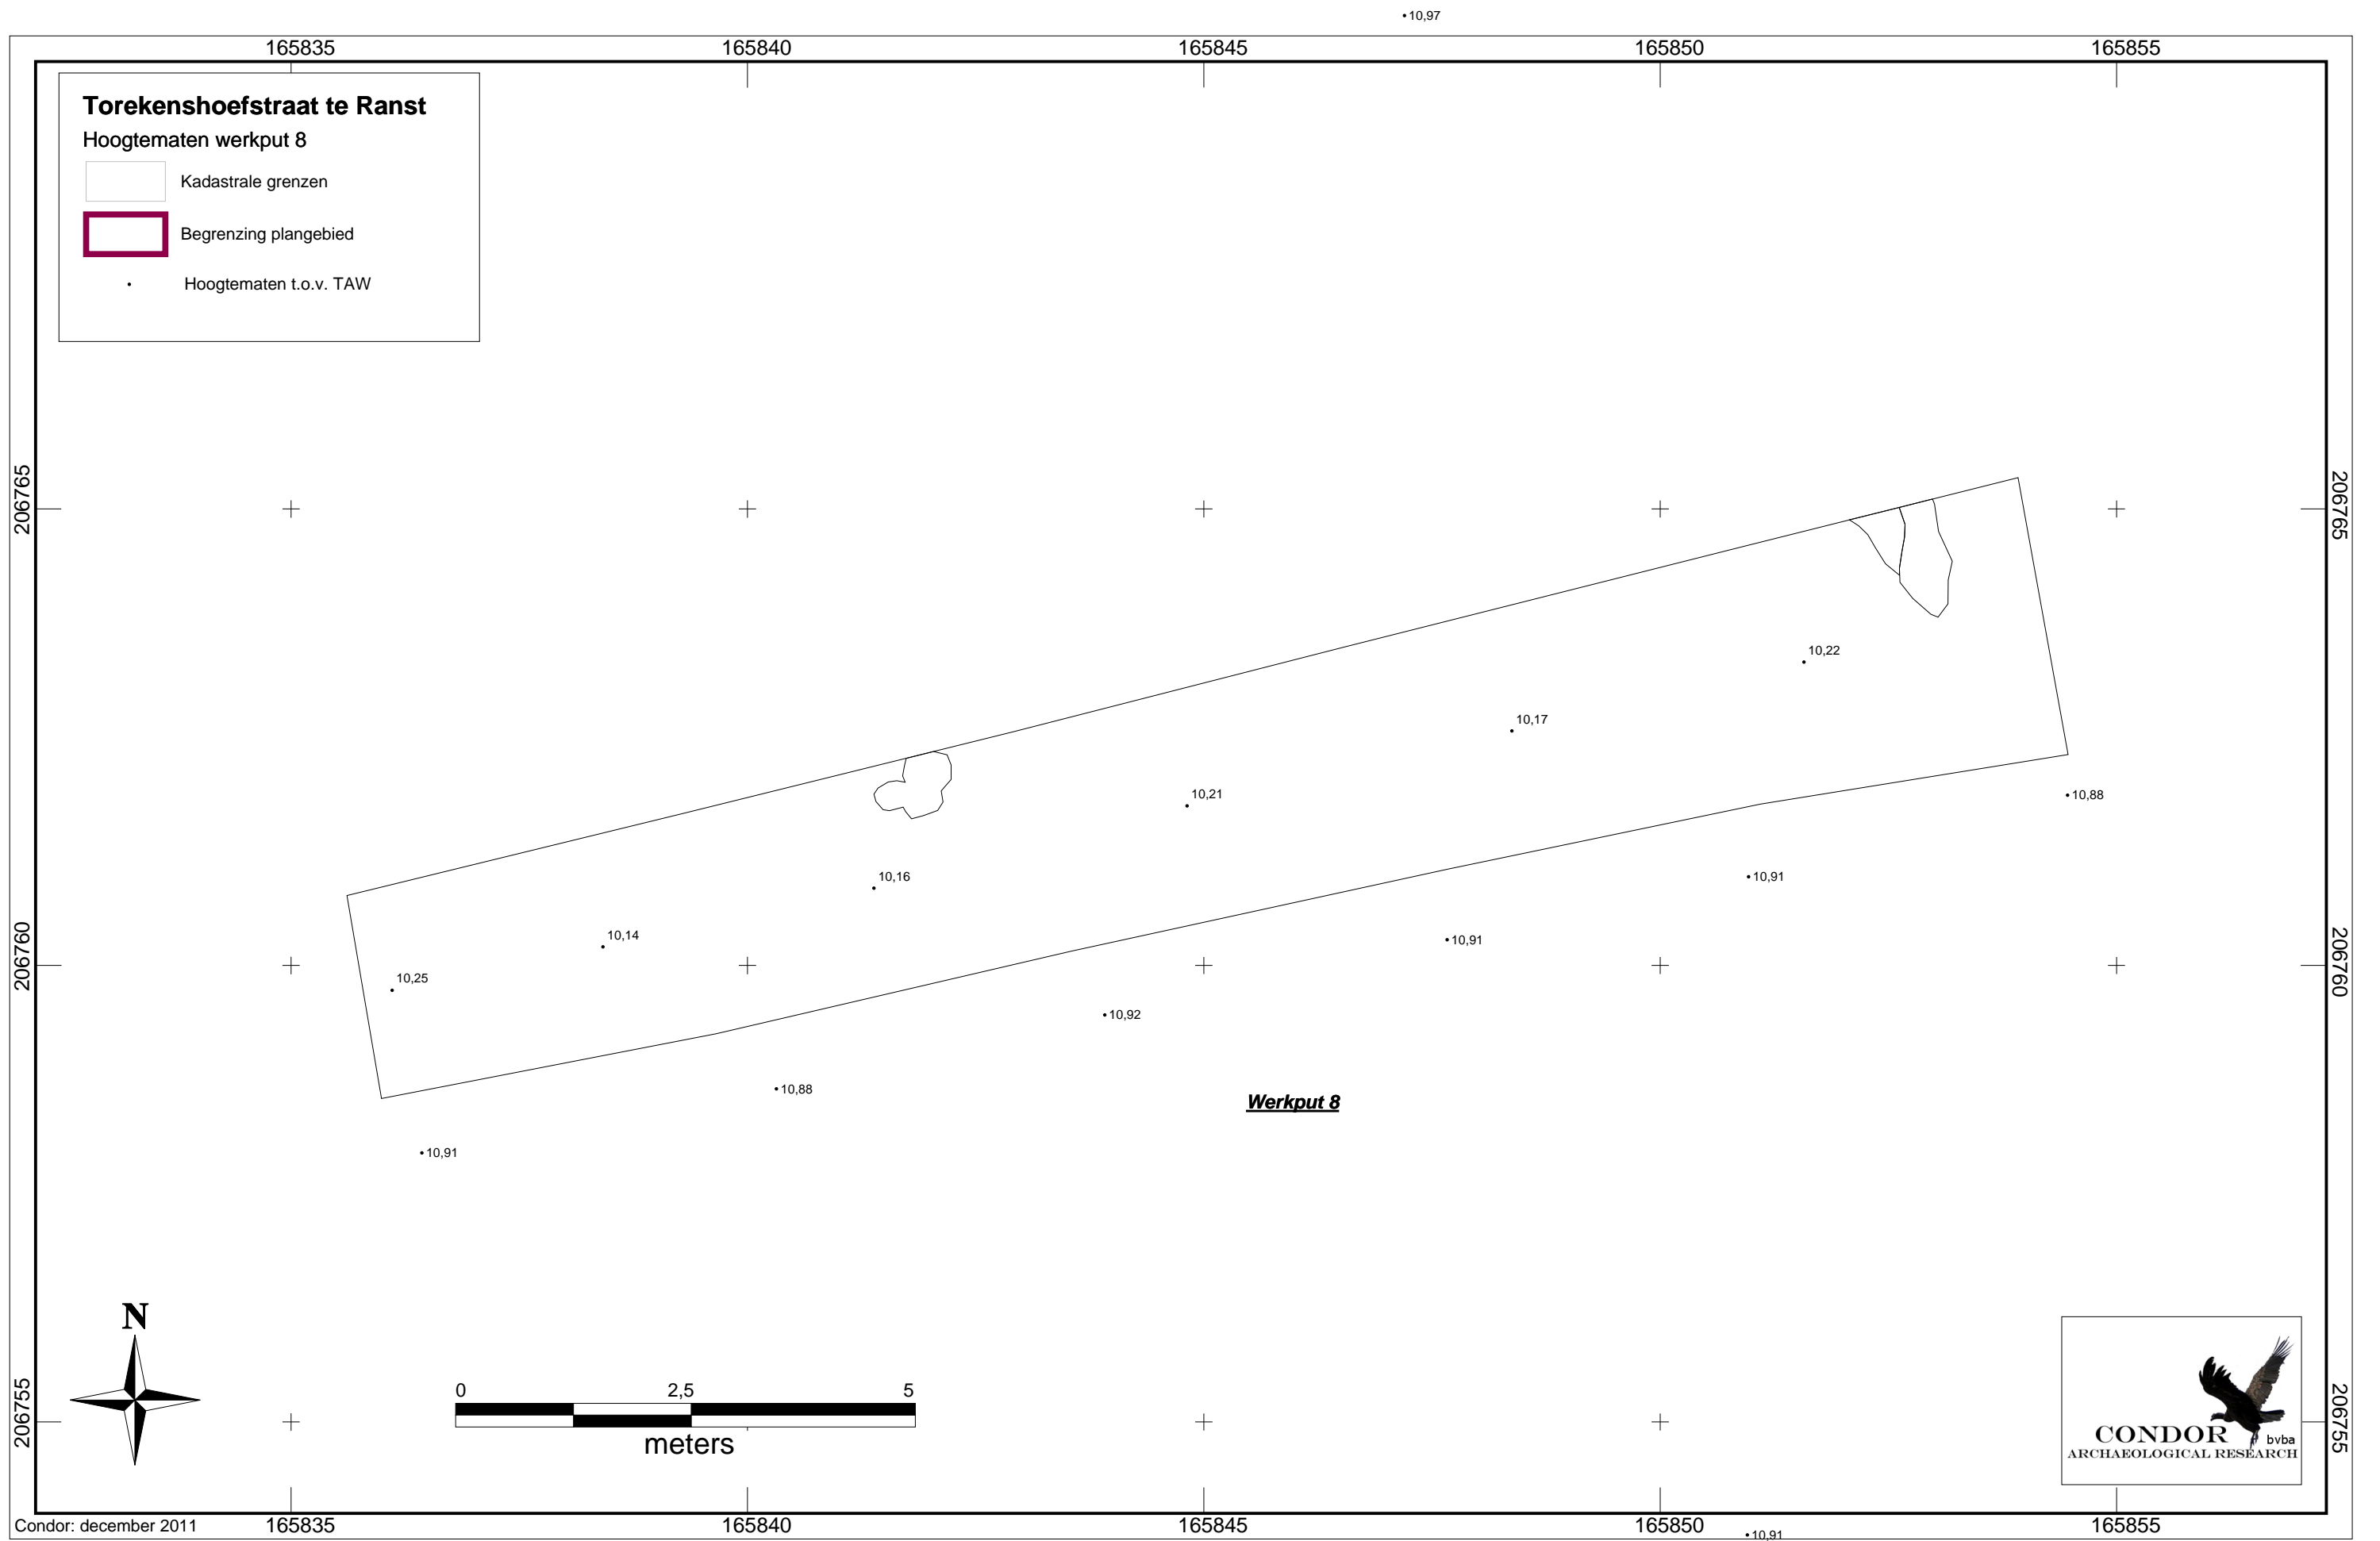 10,97
165835 165840 165845 165850 165855
Torekenshoefstraat te Ranst
Hoogtematen werkput 8
Kadastrale grenzen
Begrenzing plangebied
Hoogtematen t.o.v. TAW
206765 206765
10,22
10,17
10,21
10,88
10,16
10,91
10,14
10,91
206760 206760
10,25
10,92
10,88
Werkput 8
10,91
N
0 2,5 5
meters
206755 206755
CONDOR bvba
ARCHAEOLOGICAL RESEARCH
Condor: december 2011
165835 165840 165845 165850 165855
10,91